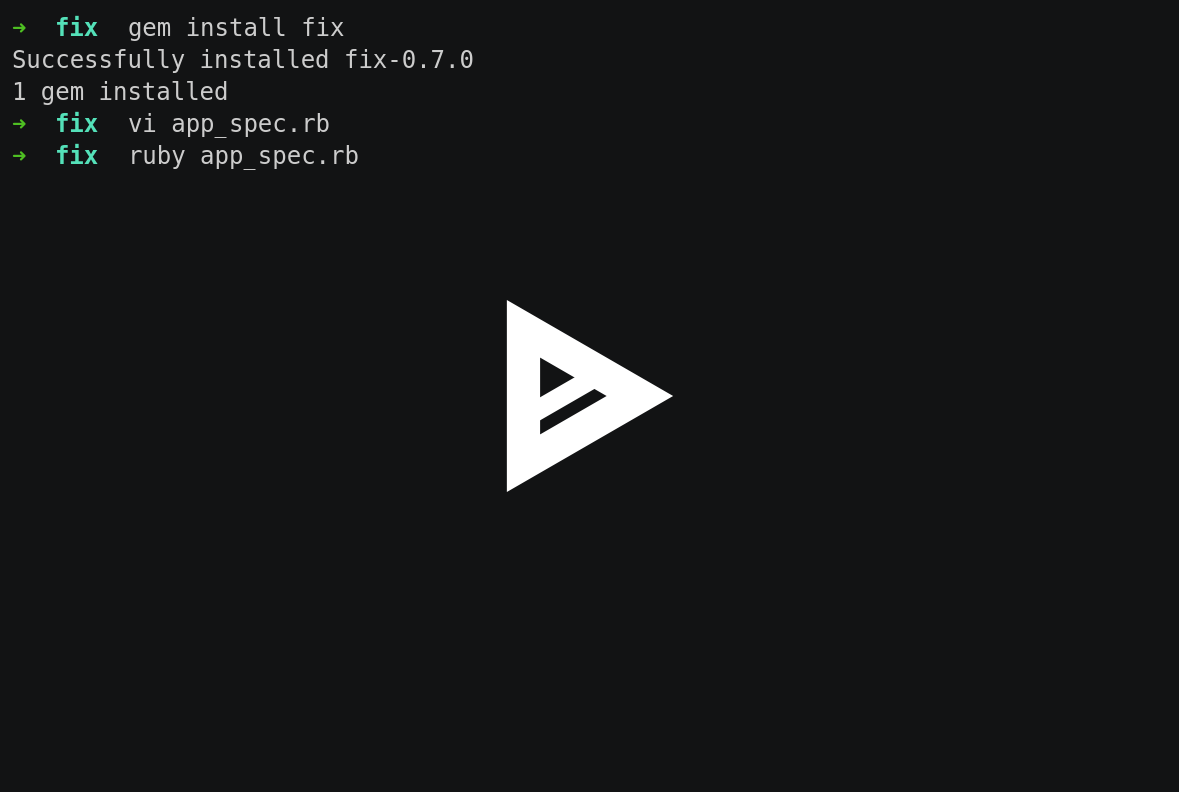 ➜  fix  gem install fix
Successfully installed fix-0.7.0
1 gem installed
➜  fix  vi app_spec.rb
➜  fix  ruby app_spec.rb